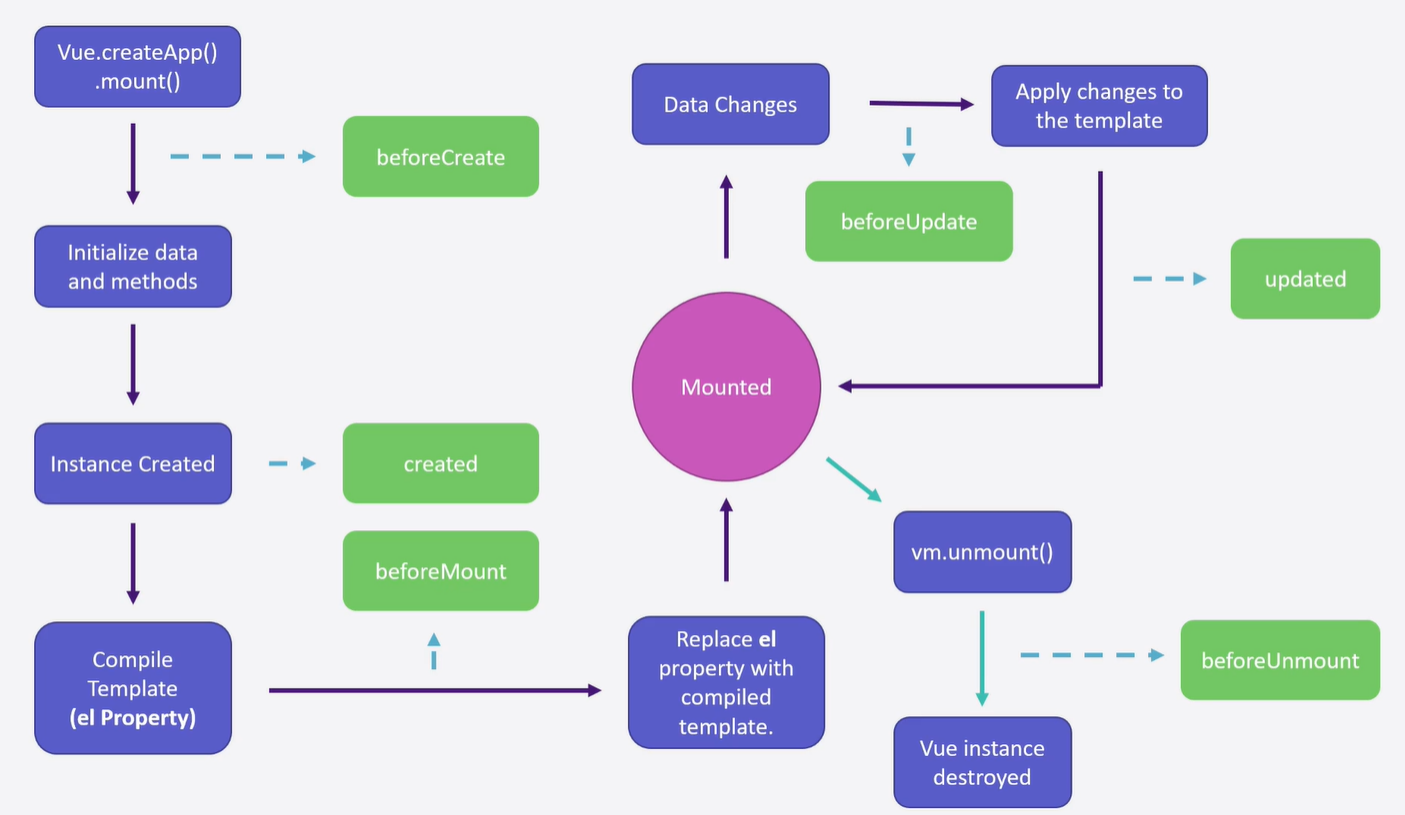 Vue.createApp()
.mount()
beforeCreate
Initialize data
and methods
Instance Created
created
beforeMount
Compile
Template
(el Property)
Replace el
property with
compiled
template.
Mounted
Data Changes
beforeUpdate
Apply changes to
the template
updated
vm.unmount()
beforeUnmount
Vue instance
destroyed